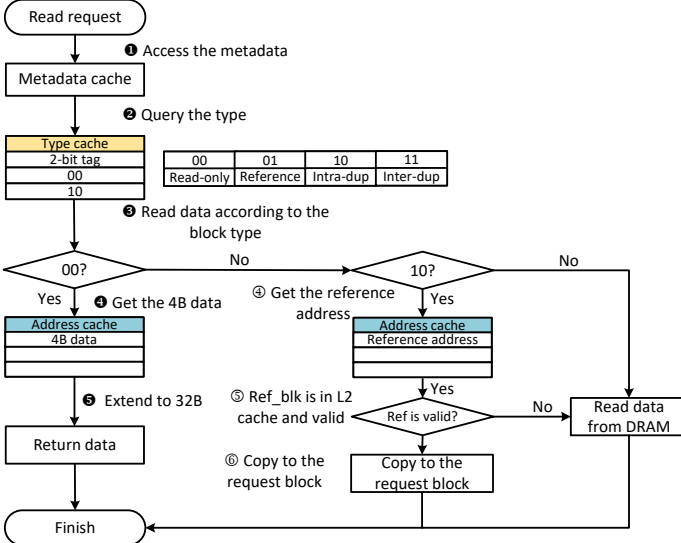 Read request
❶ Access the metadata
Metadata cache
❷ Query the type
Type cache
2-bit tag
00
10
00 01 10 11
Read-only Reference Intra-dup Inter-dup
❸ Read data according to the
block type
00?
No
10?
No
Yes
❹ Get the 4B data
④ Get the reference
address
Yes
Address cache
4B data
Address cache
Reference address
❺ Extend to 32B
⑤ Ref_blk is in L2
cache and valid
Yes
Ref is valid?
No
Read data
from DRAM
Return data
⑥ Copy to the
request block
Copy to the
request block
Finish